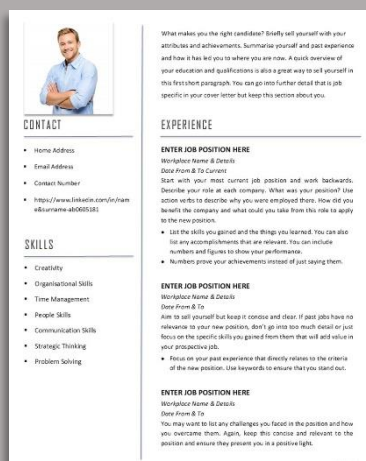 What makes you the right candidate? Briefly sell yourself with your
attributes and achievements. Summarise yourself and past experience
and how it has led you to where you are now. A quick overview of
your education and qualifications is also a great way to sell yourself in
this first short paragraph. You can go into further detail that is job
specific in your cover letter but keep this section about you.
CONTACT
• Home Address
• Email Address
• Contact Number
• https://www.linkedin.com/in/nam
e&surname-ab0605181
SKILLS
• Creativity
• Organisational Skills
• Time Management
• People Skills
• Communication Skills
• Strategic Thinking
• Problem Solving
EXPERIENCE
ENTER JOB POSITION HERE
Workplace Name & Details
Date From & To Current
Start with your most current job position and work backwards.
Describe your role at each company. What was your position? Use
action verbs to describe why you were employed there. How did you
benefit the company and what could you take from this role to apply
to the new position.
• List the skills you gained and the things you learned. You can also
list any accomplishments that are relevant. You can include
numbers and figures to show your performance.
• Numbers prove your achievements instead of just saying them.
ENTER JOB POSITION HERE
Workplace Name & Details
Date From & To
Aim to sell yourself but keep it concise and clear. If past jobs have no
relevance to your new position, don't go into too much detail or just
focus on the specific skills you gained from them that will add value in
your prospective job.
• Focus on your past experience that directly relates to the criteria
of the new position. Use keywords to ensure that you stand out.
ENTER JOB POSITION HERE
Workplace Name & Details
Date From & To
You may want to list any challenges you faced in the position and how
you overcame them. Again, keep this concise and relevant to the
position and ensure they present you in a positive light.